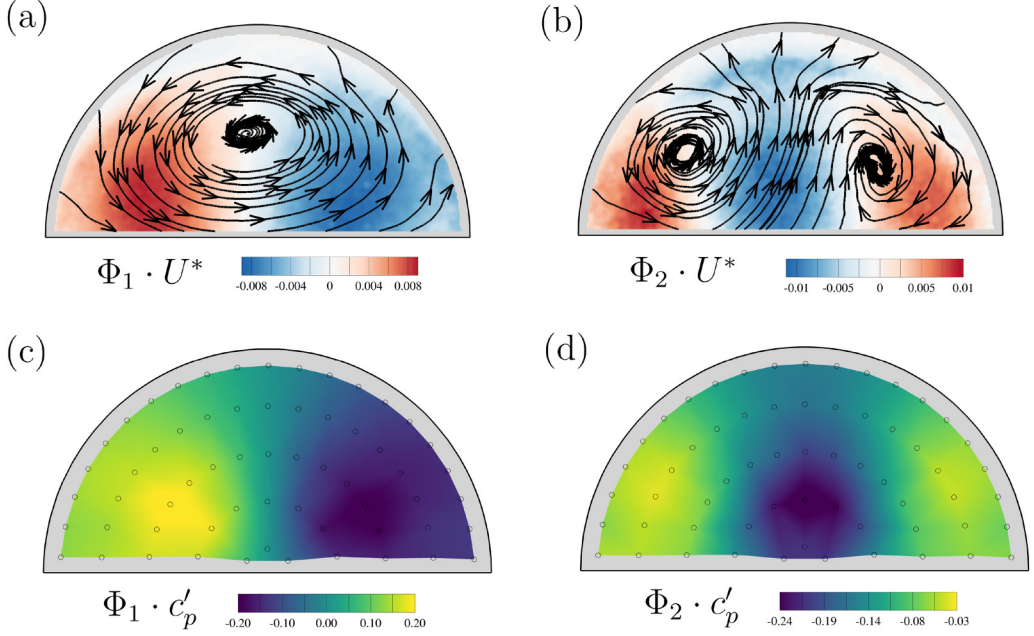 (a)
(b)
Φ₁ · U*
-0.008 -0.004 0 0.004 0.008
Φ₂ · U*
-0.01 -0.005 0 0.005 0.01
(c)
(d)
Φ₁ · c′ₚ
-0.20 -0.10 0.00 0.10 0.20
Φ₂ · c′ₚ
-0.24 -0.19 -0.14 -0.08 -0.03